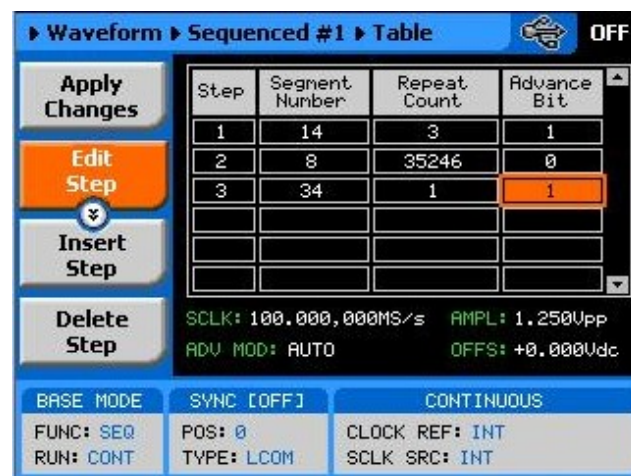 Waveform ▸ Sequenced #1 ▸ Table OFF
Apply Changes
Edit Step
Insert Step
Delete Step
Step Segment Number Repeat Count Advance Bit
1 14 3 1
2 8 35246 0
3 34 1 1
SCLK: 100.000,000MS/s AMPL: 1.250Vpp
ADV MOD: AUTO OFFS: +0.000Vdc
BASE MODE SYNC [OFF] CONTINUOUS
FUNC: SEQ POS: 0 CLOCK REF: INT
RUN: CONT TYPE: LCOM SCLK SRC: INT